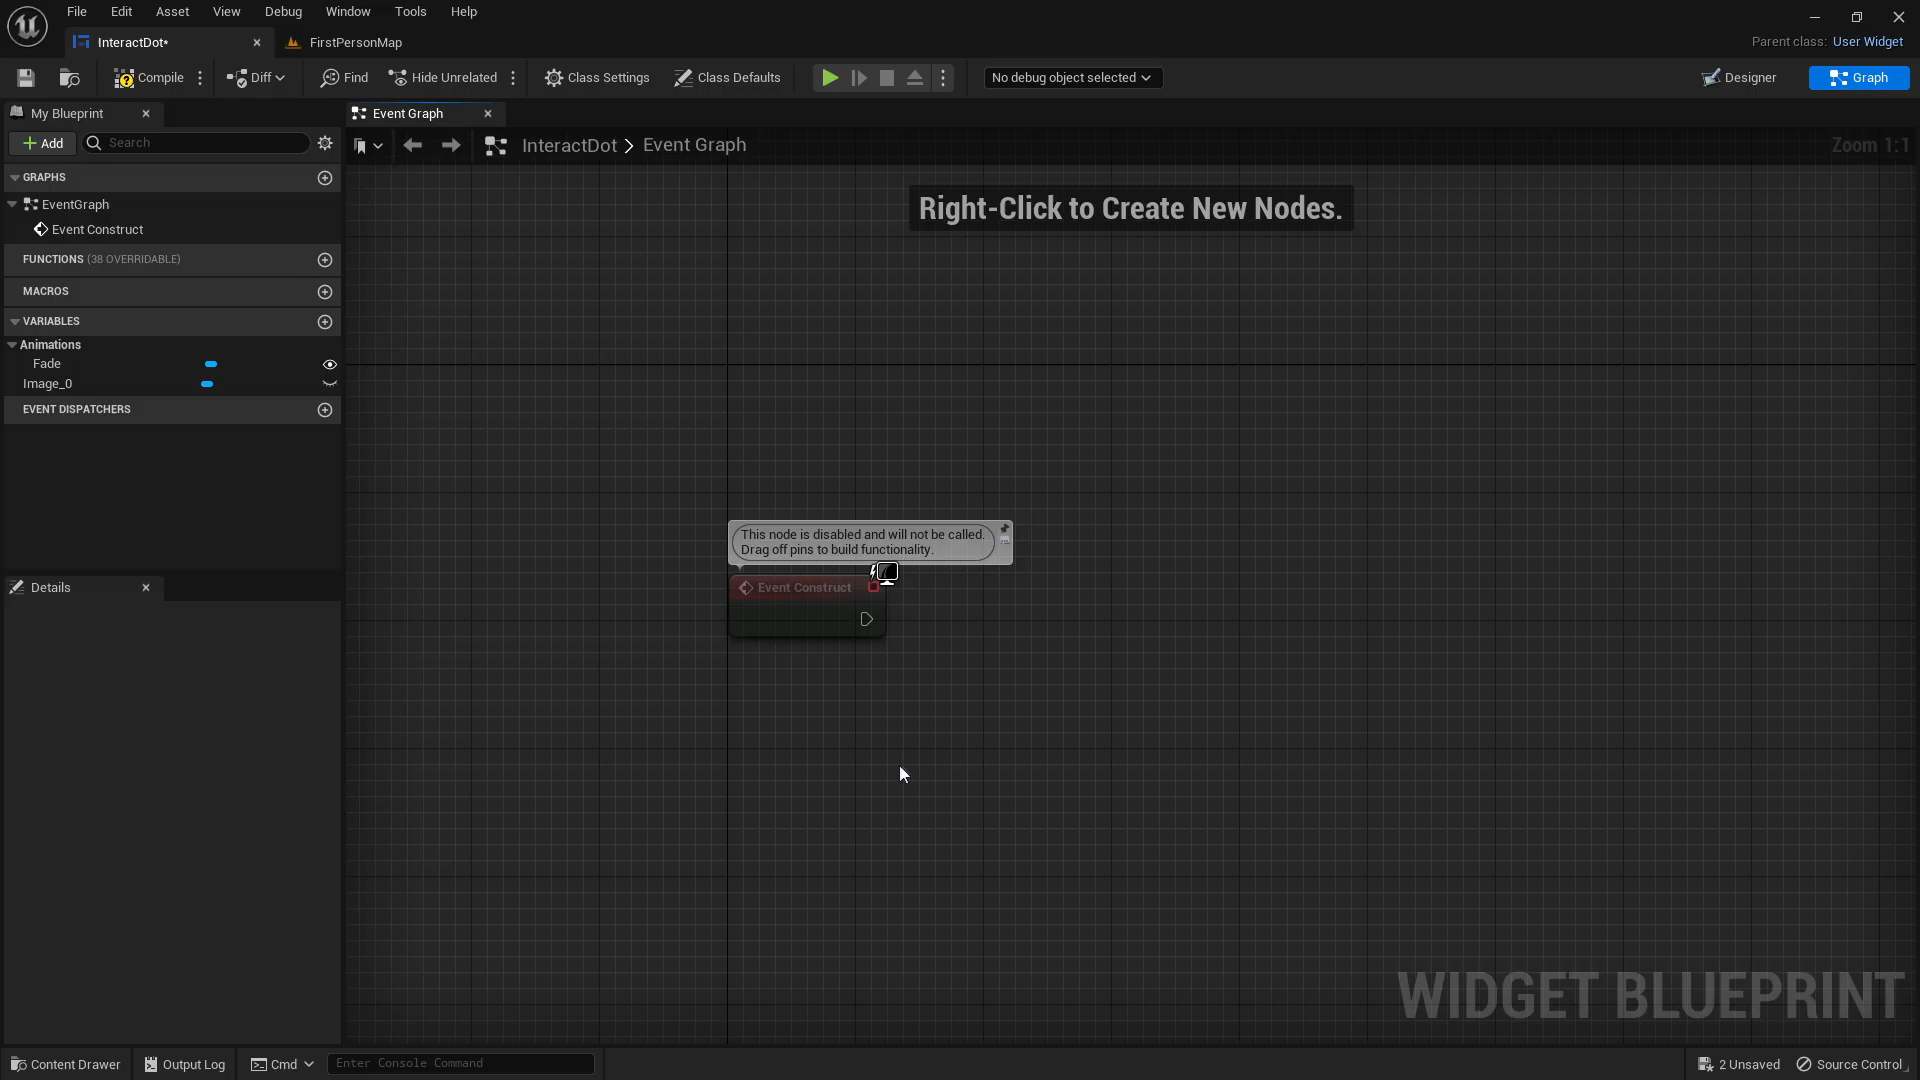 File Edit Asset View Debug Window Tools Help
InteractDot*
FirstPersonMap
Parent class: User Widget
Compile Diff Find Hide Unrelated Class Settings Class Defaults No debug object selected Designer Graph
My Blueprint
Event Graph
Add Search
InteractDot > Event Graph
Zoom 1:1
GRAPHS
EventGraph
Event Construct
FUNCTIONS (38 OVERRIDABLE)
MACROS
VARIABLES
Animations
Fade
Image_0
EVENT DISPATCHERS
Details
Right-Click to Create New Nodes.
This node is disabled and will not be called.
Drag off pins to build functionality.
Event Construct
WIDGET BLUEPRINT
Content Drawer Output Log Cmd Enter Console Command 2 Unsaved Source Control